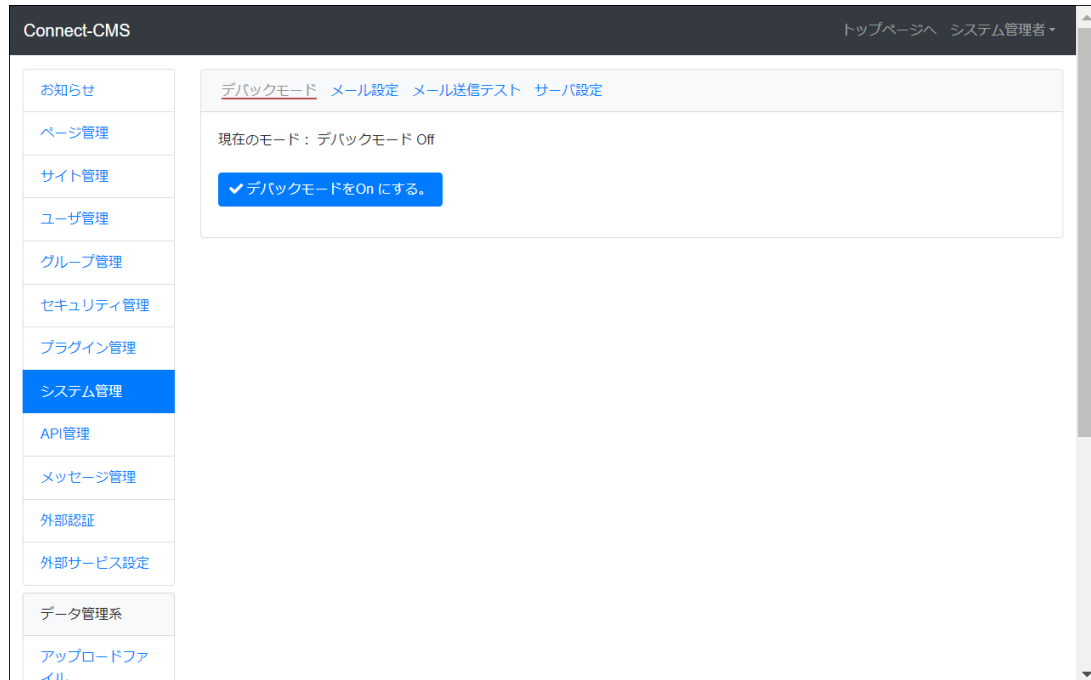 Connect-CMS
トップページへ システム管理者
お知らせ
ページ管理
サイト管理
ユーザ管理
グループ管理
セキュリティ管理
プラグイン管理
システム管理
API管理
メッセージ管理
外部認証
外部サービス設定
データ管理系
アップロードファ
イル
デバックモード メール設定 メール送信テスト サーバ設定
現在のモード： デバックモード Off
デバックモードをOn にする。